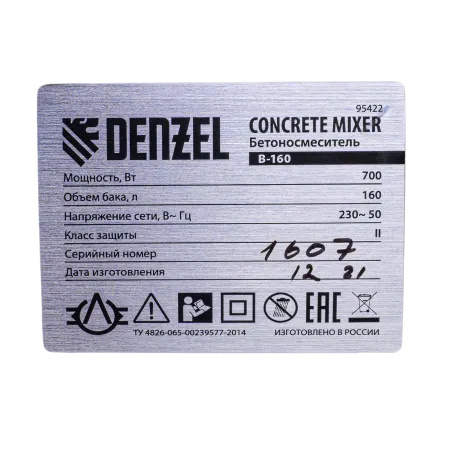 95422
DENZEL
CONCRETE MIXER
Бетоносмеситель
B-160
Мощность, Вт 700
Объем бака, л 160
Напряжение сети, В~ Гц 230~ 50
Класс защиты II
Серийный номер 1607
Дата изготовления 12 21
ТУ 4826-065-00239577-2014
EAC
ИЗГОТОВЛЕНО В РОССИИ